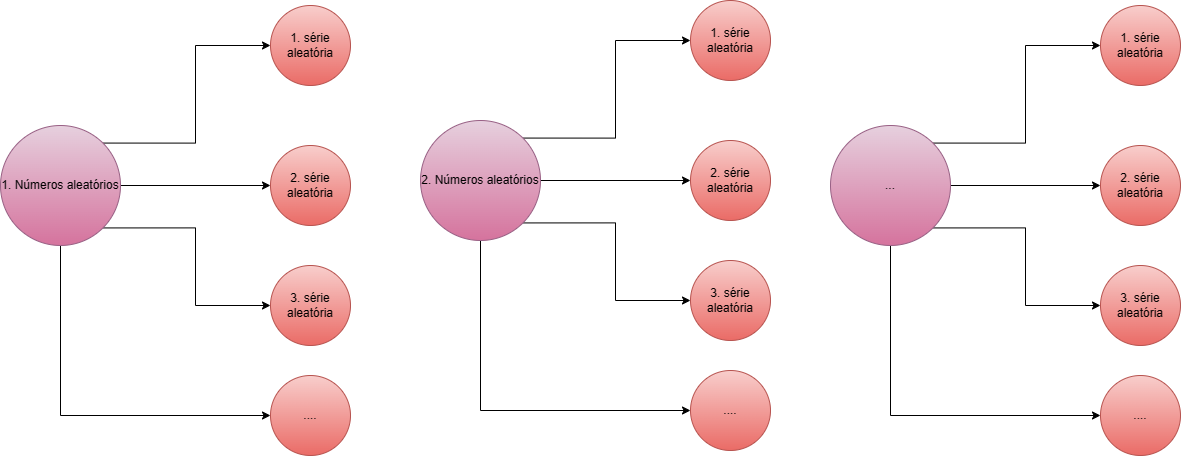 1. série
aleatória
2. série
aleatória
3. série
aleatória
....
1. Números aleatórios
1. série
aleatória
2. série
aleatória
3. série
aleatória
....
2. Números aleatórios
1. série
aleatória
2. série
aleatória
3. série
aleatória
....
...